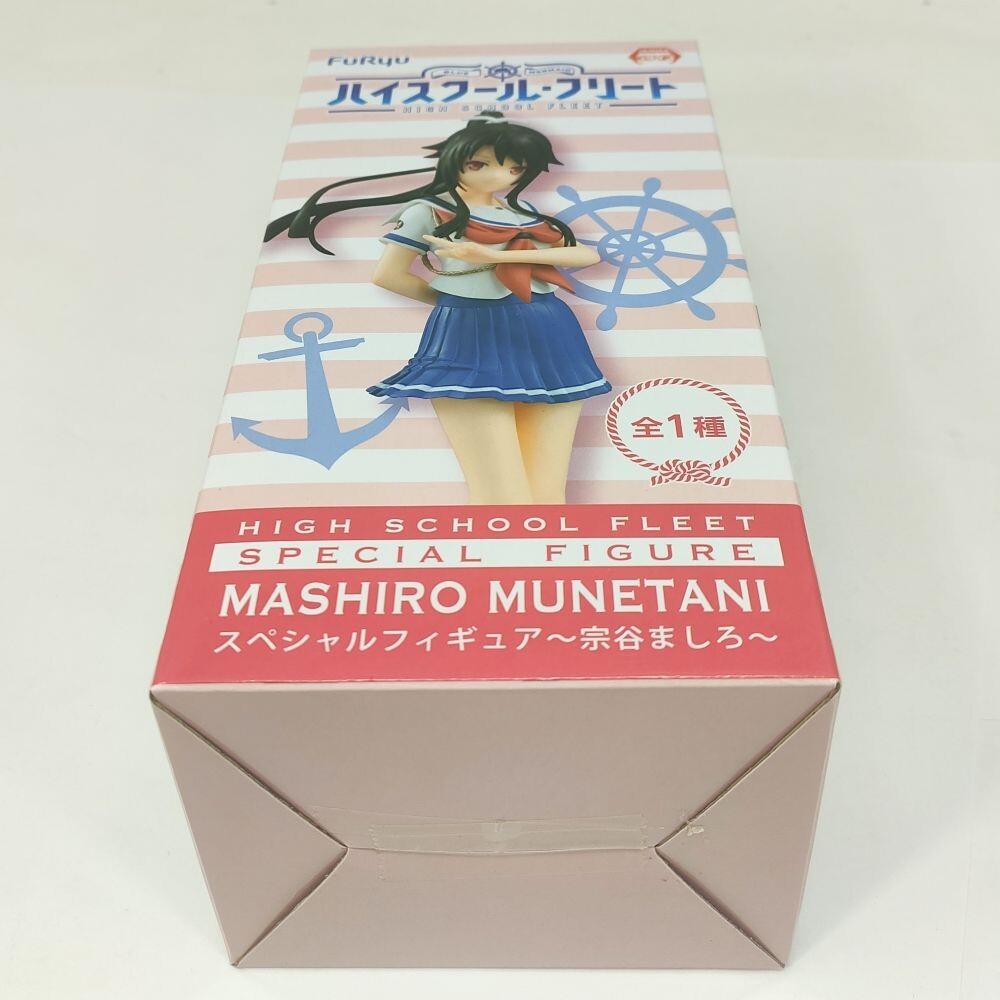 FuRyu
BLUE MERMAID
ハイスクール・フリート
HIGH SCHOOL FLEET
全1種
HIGH SCHOOL FLEET
SPECIAL FIGURE
MASHIRO MUNETANI
スペシャルフィギュア〜宗谷ましろ〜